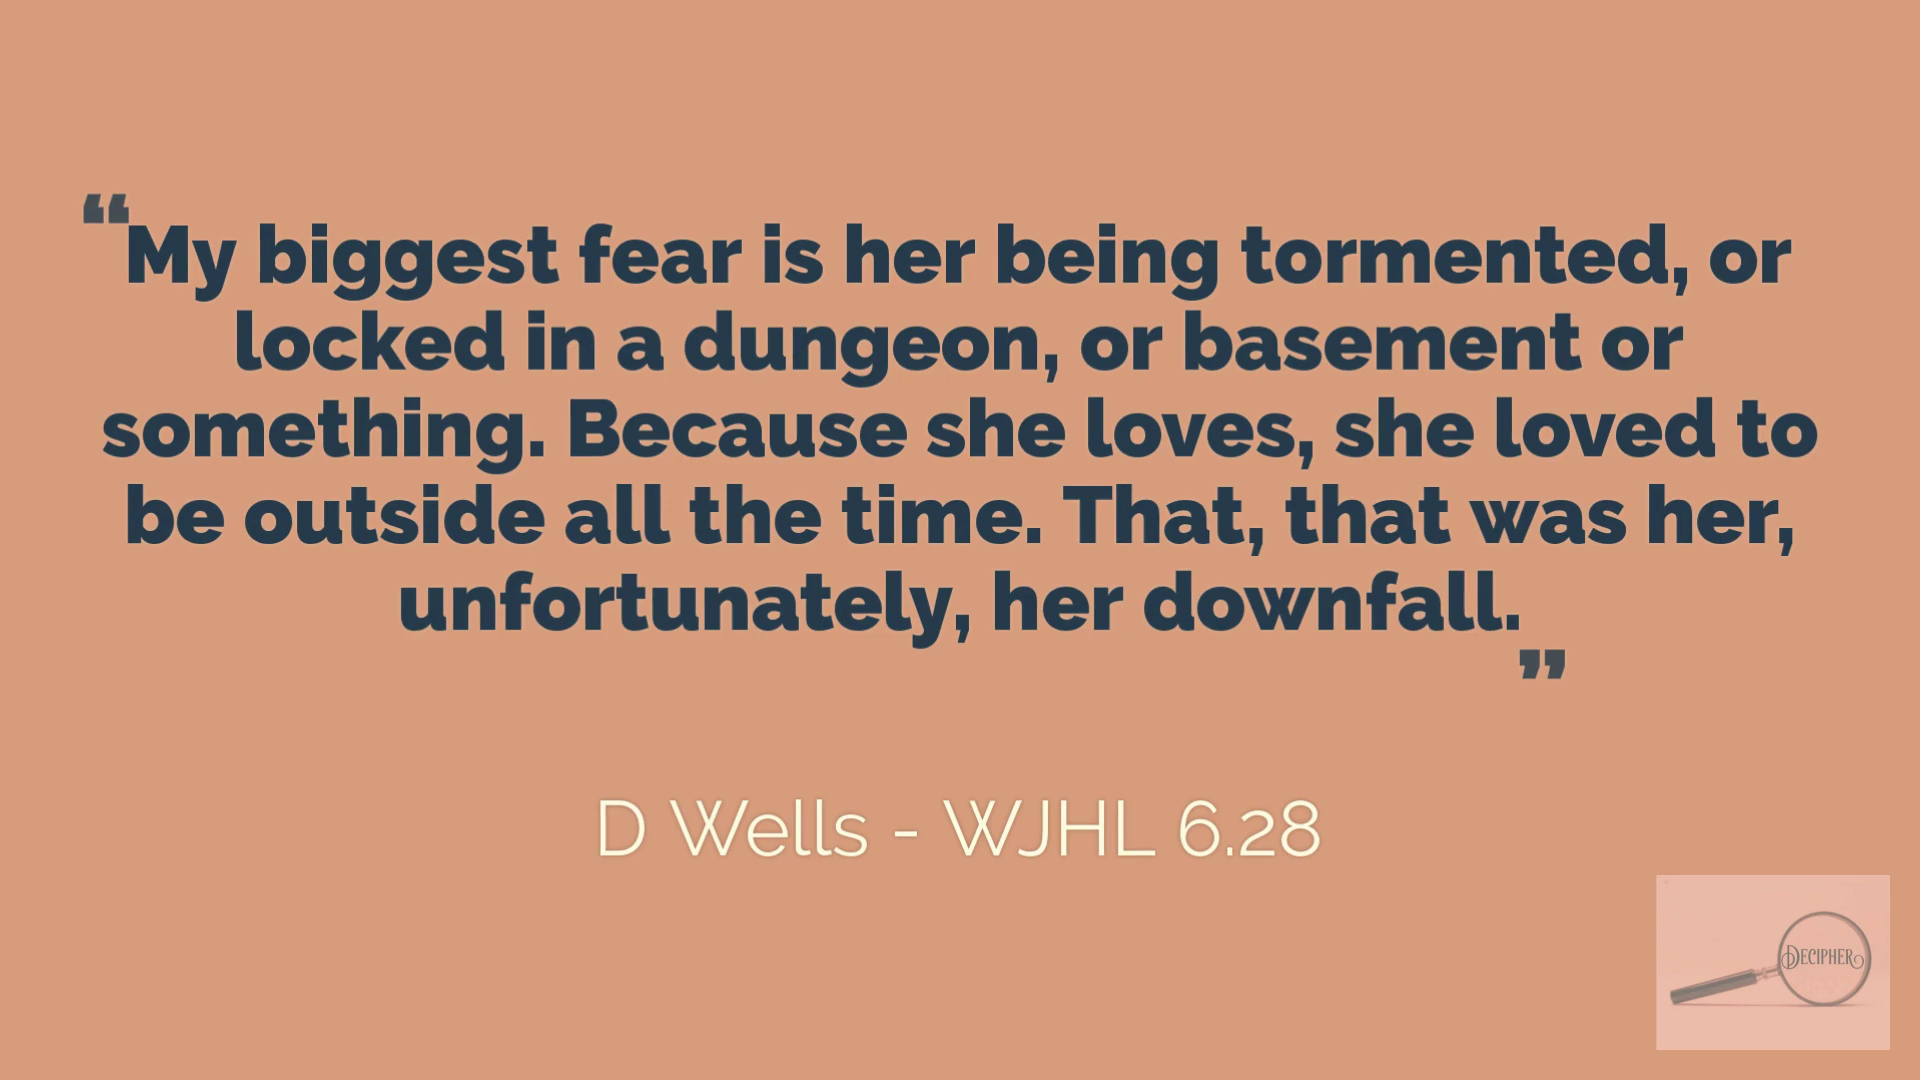 “My biggest fear is her being tormented, or
locked in a dungeon, or basement or
something. Because she loves, she loved to
be outside all the time. That, that was her,
unfortunately, her downfall.”
D Wells - WJHL 6.28
DECIPHER